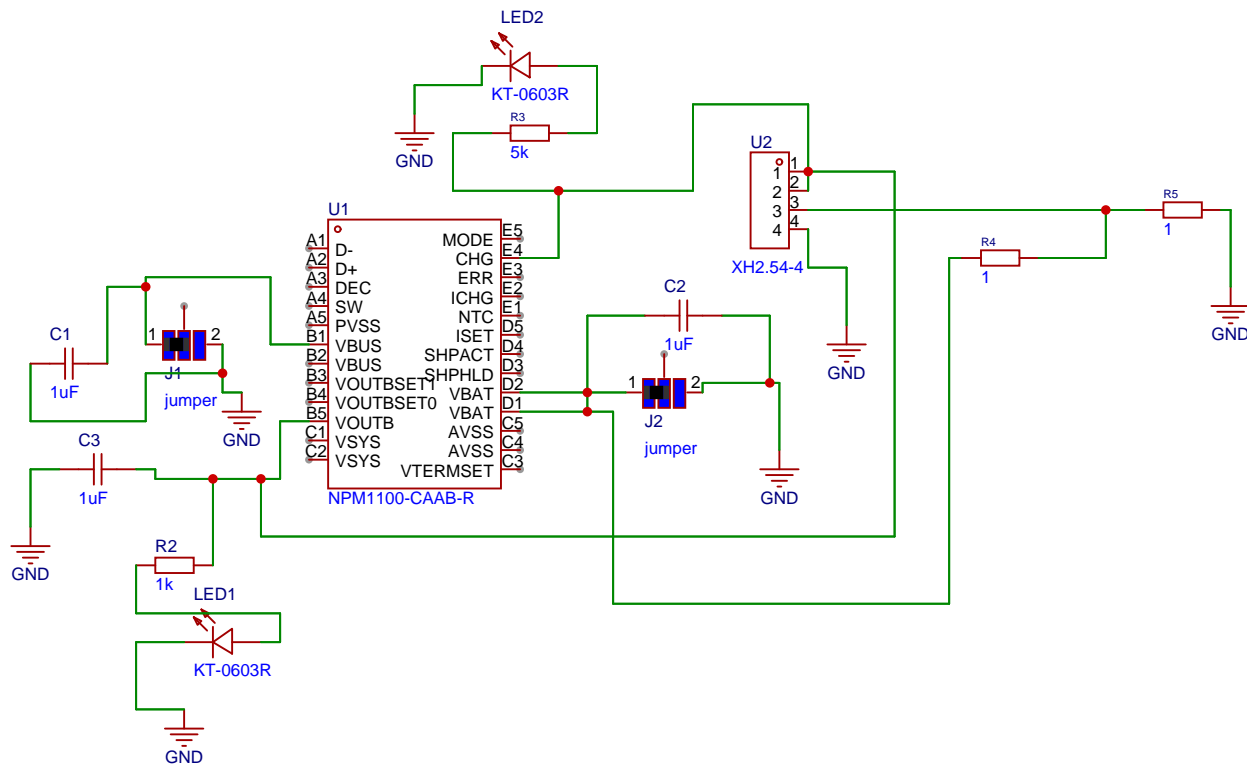 LED2
KT-0603R
R3
5k
GND
U2
1
2
3
4
1
2
3
4
XH2.54-4
R5
1
GND
R4
1
GND
U1
A1
A2
A3
A4
A5
B1
B2
B3
B4
B5
C1
C2
D-
D+
DEC
SW
PVSS
VBUS
VBUS
VOUTBSET1
VOUTBSET0
VOUTB
VSYS
VSYS
MODE
CHG
ERR
ICHG
NTC
ISET
SHPACT
SHPHLD
VBAT
VBAT
AVSS
AVSS
VTERMSET
E5
E4
E3
E2
E1
D5
D4
D3
D2
D1
C5
C4
C3
NPM1100-CAAB-R
C1
1uF
1
2
J1
jumper
GND
C2
1uF
1
2
J2
jumper
GND
C3
1uF
GND
R2
1k
LED1
KT-0603R
GND